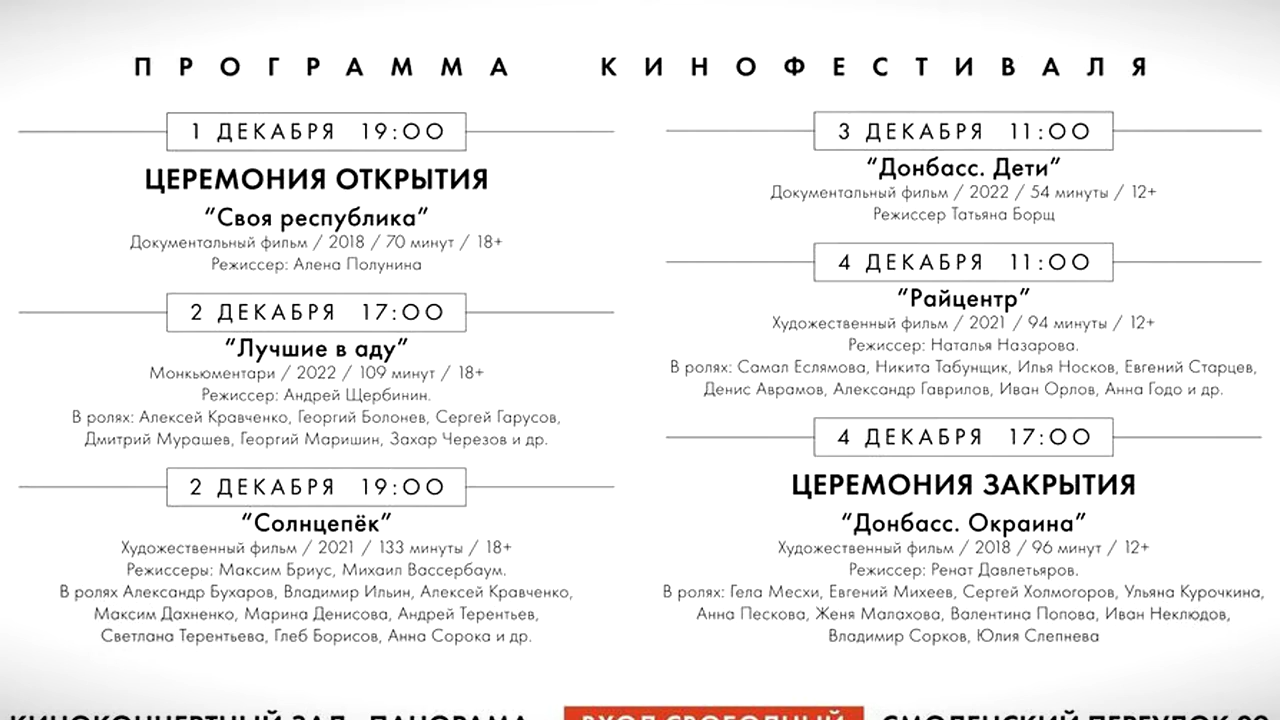 ПРОГРАММА КИНОФЕСТИВАЛЯ
1 ДЕКАБРЯ 19:00
ЦЕРЕМОНИЯ ОТКРЫТИЯ
“Своя республика”
Документальный фильм / 2018 / 70 минут / 18+
Режиссер: Алена Полунина
2 ДЕКАБРЯ 17:00
“Лучшие в аду”
Монкьюментари / 2022 / 109 минут / 18+
Режиссер: Андрей Щербинин.
В ролях: Алексей Кравченко, Георгий Болонев, Сергей Гарусов,
Дмитрий Мурашев, Георгий Маришин, Захар Черезов и др.
2 ДЕКАБРЯ 19:00
“Солнцепёк”
Художественный фильм / 2021 / 133 минуты / 18+
Режиссеры: Максим Бриус, Михаил Вассербаум.
В ролях Александр Бухаров, Владимир Ильин, Алексей Кравченко,
Максим Дахненко, Марина Денисова, Андрей Терентьев,
Светлана Терентьева, Глеб Борисов, Анна Сорока и др.
3 ДЕКАБРЯ 11:00
“Донбасс. Дети”
Документальный фильм / 2022 / 54 минуты / 12+
Режиссер Татьяна Борщ
4 ДЕКАБРЯ 11:00
“Райцентр”
Художественный фильм / 2021 / 94 минуты / 12+
Режиссер: Наталья Назарова.
В ролях: Самал Еслямова, Никита Табунщик, Илья Носков, Евгений Старцев,
Денис Аврамов, Александр Гаврилов, Иван Орлов, Анна Годо и др.
4 ДЕКАБРЯ 17:00
ЦЕРЕМОНИЯ ЗАКРЫТИЯ
“Донбасс. Окраина”
Художественный фильм / 2018 / 96 минут / 12+
Режиссер: Ренат Давлетьяров.
В ролях: Гела Месхи, Евгений Михеев, Сергей Холмогоров, Ульяна Курочкина,
Анна Пескова, Женя Малахова, Валентина Попова, Иван Неклюдов,
Владимир Сорков, Юлия Слепнева
КИНОКОНЦЕРТНЫЙ ЗАЛ ПАНОРАМА
ВХОД СВОБОДНЫЙ
СМОЛЕНСКИЙ ПЕРЕУЛОК